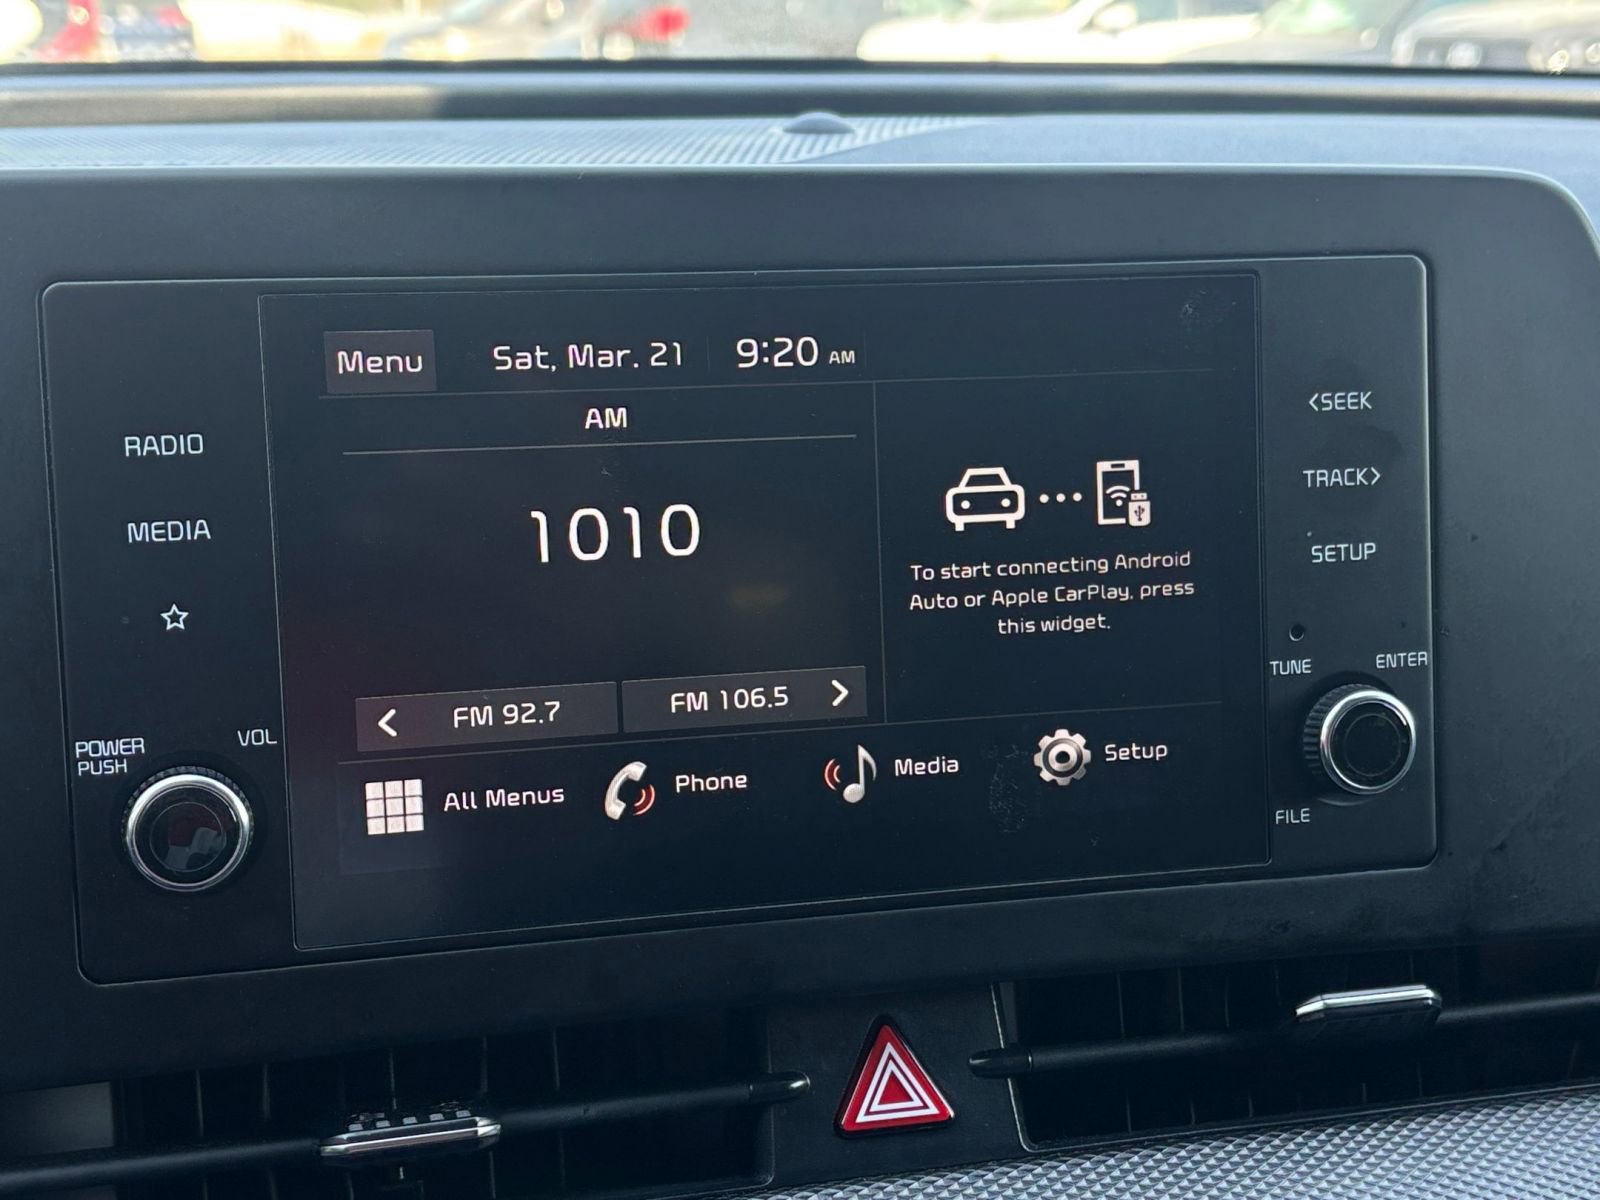 Menu Sat, Mar. 21 9:20 AM
AM
1010
< FM 92.7 FM 106.5 >
To start connecting Android
Auto or Apple CarPlay, press
this widget.
All Menus Phone Media Setup
RADIO
MEDIA
POWER
PUSH
VOL
<SEEK
TRACK>
SETUP
TUNE
ENTER
FILE